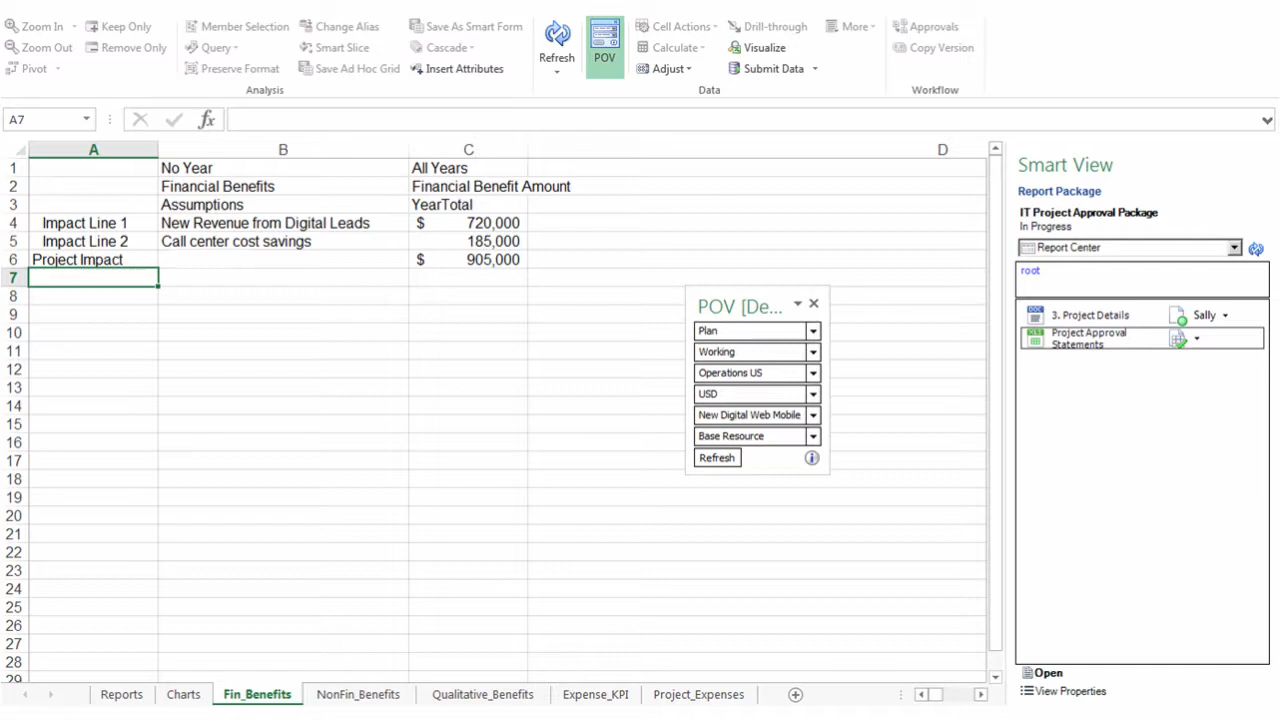 Zoom In
Keep Only
Member Selection
Change Alias
Save As Smart Form
Cell Actions
Drill-through
More
Approvals
Zoom Out
Remove Only
Query
Smart Slice
Cascade
Refresh
POV
Calculate
Visualize
Copy Version
Pivot
Preserve Format
Save Ad Hoc Grid
Insert Attributes
Adjust
Submit Data
Analysis
Data
Workflow
A7
fx
A B C D
1 No Year All Years
2 Financial Benefits Financial Benefit Amount
3 Assumptions YearTotal
4 Impact Line 1 New Revenue from Digital Leads $ 720,000
5 Impact Line 2 Call center cost savings 185,000
6 Project Impact $ 905,000
7
8
9
10
11
12
13
14
15
16
17
18
19
20
21
22
23
24
25
26
27
28
29
POV [De...
Plan
Working
Operations US
USD
New Digital Web Mobile
Base Resource
Refresh
Smart View
Report Package
IT Project Approval Package
In Progress
Report Center
root
DOC
3. Project Details
Sally
XLS
Project Approval
Statements
Open
View Properties
Reports
Charts
Fin_Benefits
NonFin_Benefits
Qualitative_Benefits
Expense_KPI
Project_Expenses